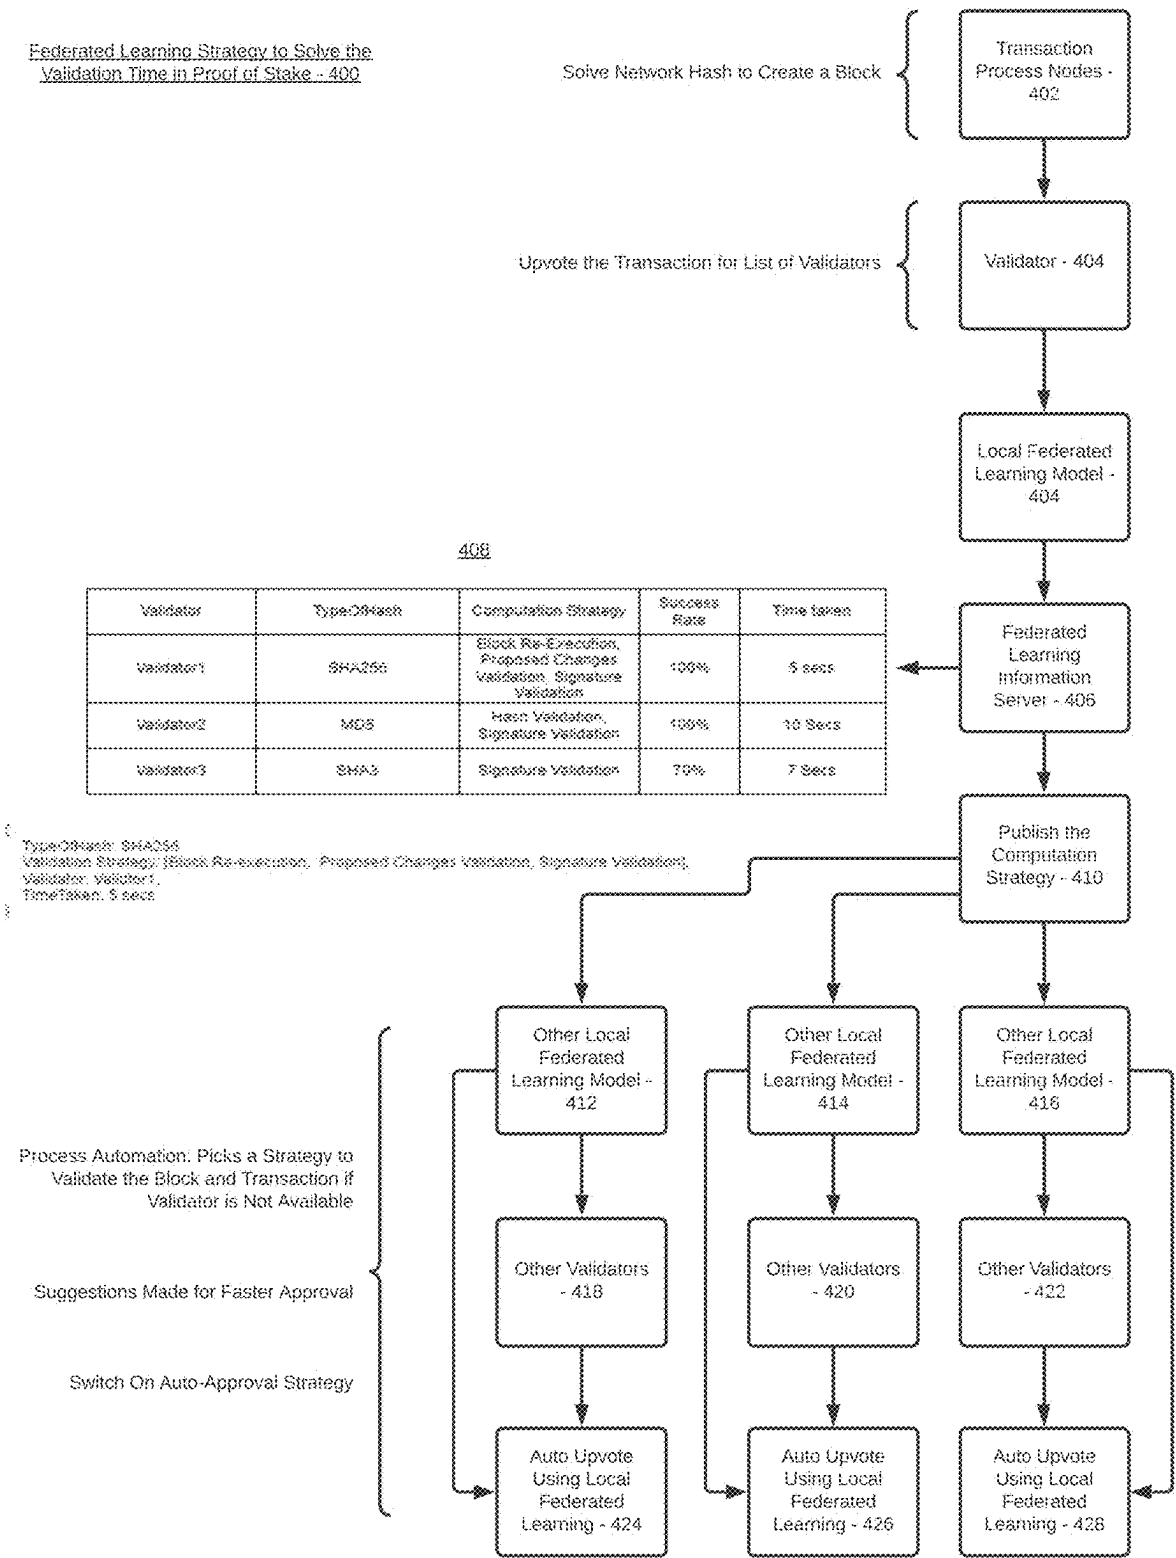 Federated Learning Strategy to Solve the
Validation Time in Proof of Stake - 400
Solve Network Hash to Create a Block
Transaction
Process Nodes -
402
Upvote the Transaction for List of Validators
Validator - 404
Local Federated
Learning Model -
404
408
Federated
Learning
Information
Server - 406
Validator
TypeOfHash
Computation Strategy
Success
Rate
Time taken
Validator1
SHA256
Block Re-Execution,
Proposed Changes
Validation, Signature
Validation
100%
5 secs
Validator2
MD5
Hash Validation,
Signature Validation
100%
10 Secs
Validator3
SHA3
Signature Validation
70%
7 Secs
Publish the
Computation
Strategy - 410
{
TypeOfHash: SHA256
Validation Strategy: [Block Re-execution, Proposed Changes Validation, Signature Validation],
Validator: Validtor1,
TimeTaken: 5 secs
}
Other Local
Federated
Learning Model -
412
Other Local
Federated
Learning Model -
414
Other Local
Federated
Learning Model -
416
Process Automation: Picks a Strategy to
Validate the Block and Transaction if
Validator is Not Available
Suggestions Made for Faster Approval
Switch On Auto-Approval Strategy
Other Validators
- 418
Other Validators
- 420
Other Validators
- 422
Auto Upvote
Using Local
Federated
Learning - 424
Auto Upvote
Using Local
Federated
Learning - 426
Auto Upvote
Using Local
Federated
Learning - 428